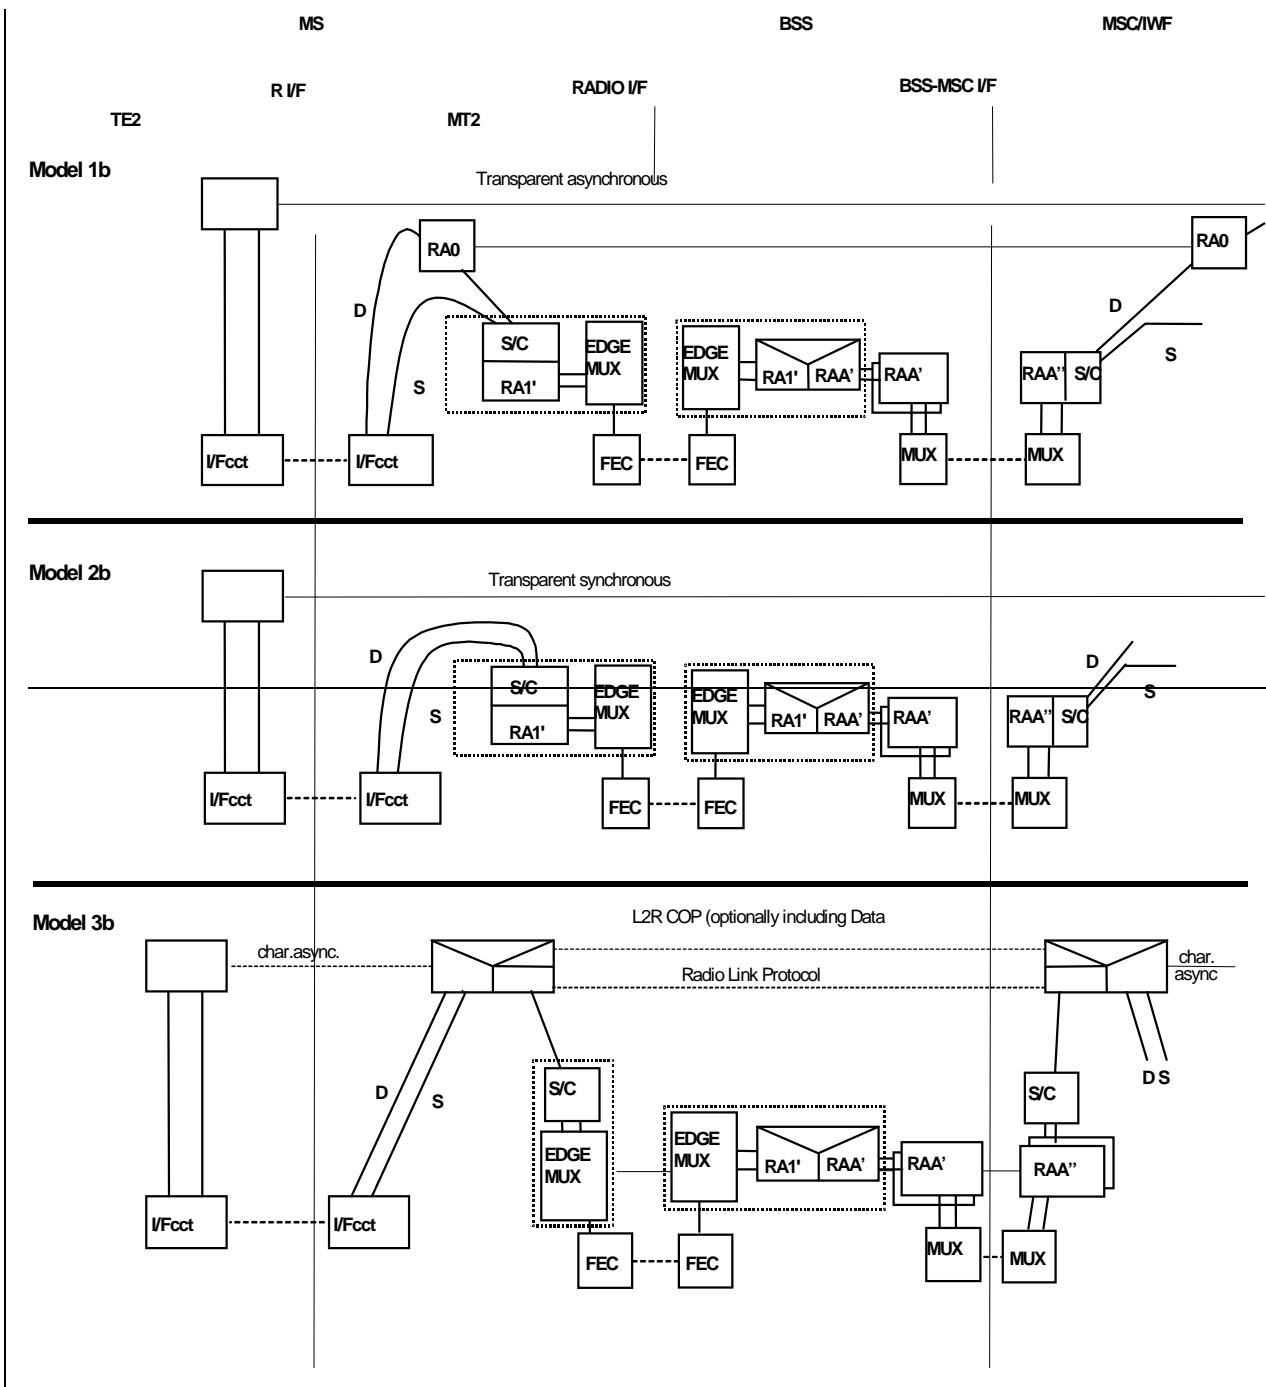 MS BSS MSC/IWF
R I/F RADIO I/F BSS-MSC I/F
TE2 MT2
Model 1b
Transparent asynchronous
RA0 RA0
D D
S/C EDGE MUX EDGE MUX
RA1' RA1' RAA' RAA' RAA'' S/C
S S
I/Fcct I/Fcct FEC FEC MUX MUX
Model 2b
Transparent synchronous
D D
S/C EDGE MUX EDGE MUX S
S RA1' RA1' RAA' RAA' RAA'' S/C
I/Fcct I/Fcct FEC FEC MUX MUX
Model 3b
L2R COP (optionally including Data
char.async. char. async
Radio Link Protocol
D S S/C D S
S/C
EDGE MUX EDGE MUX RA1' RAA' RAA' RAA''
I/Fcct I/Fcct
FEC FEC MUX MUX